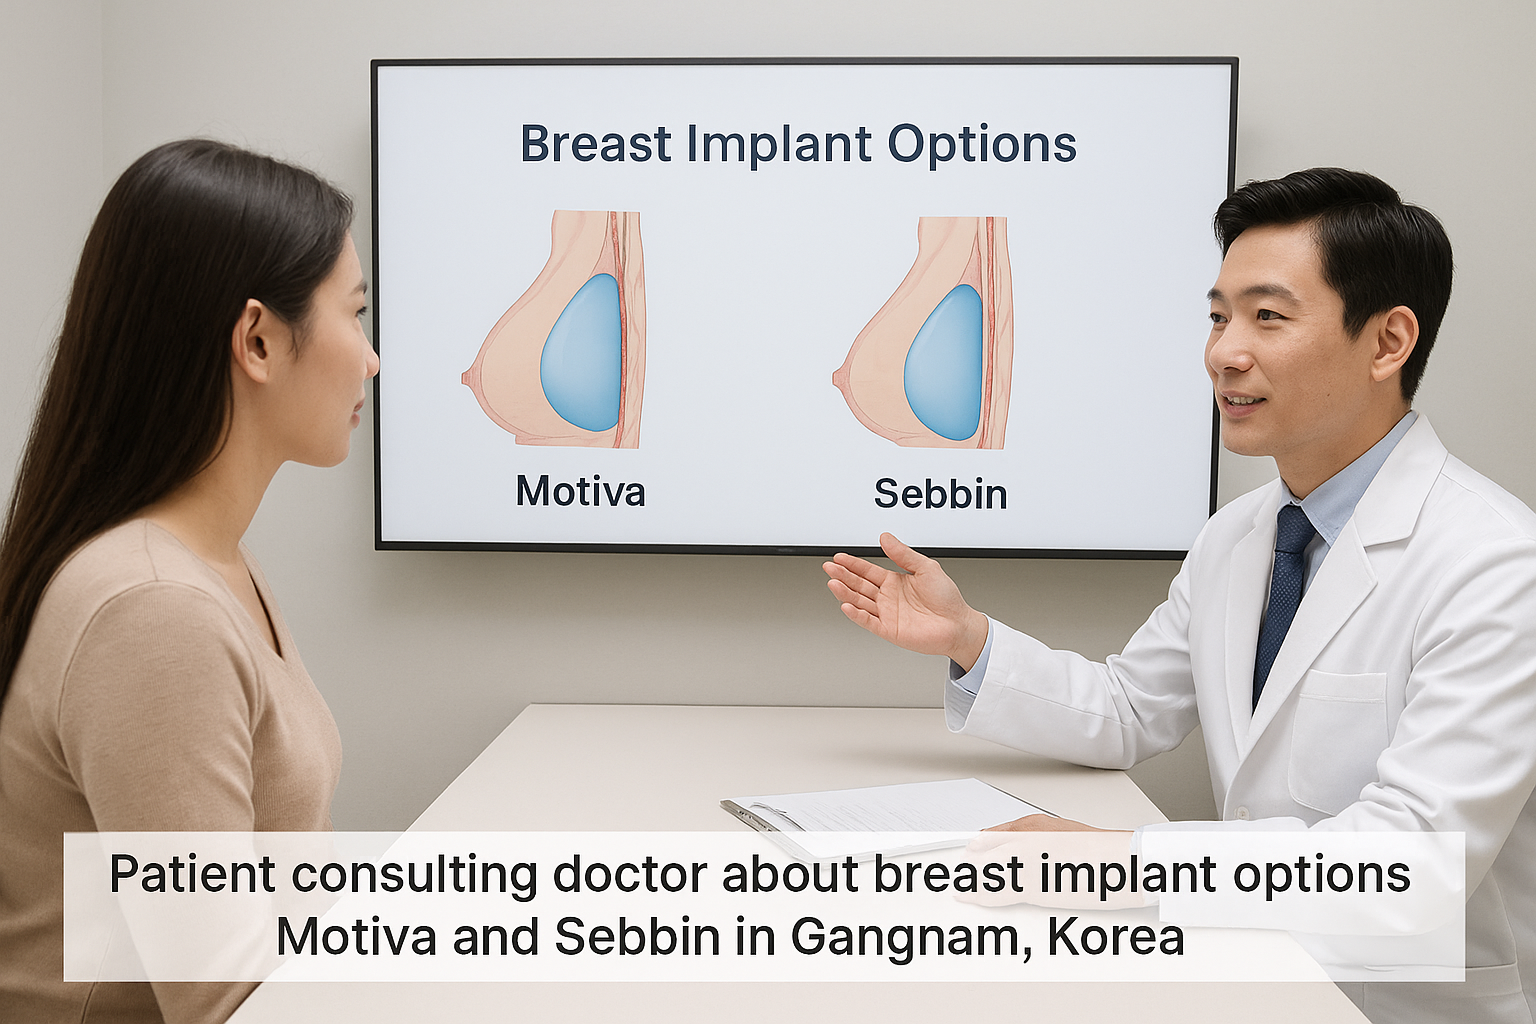 Breast Implant Options
Motiva
Sebbin
Patient consulting doctor about breast implant options
Motiva and Sebbin in Gangnam, Korea